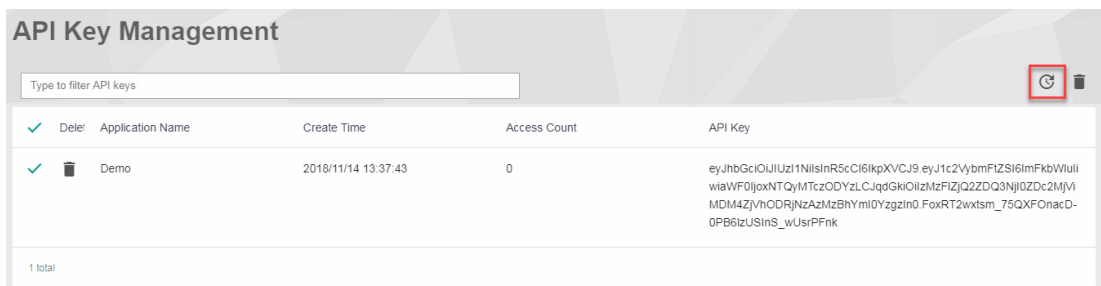 API Key Management
Type to filter API keys
Delet Application Name Create Time Access Count API Key
Demo 2018/11/14 13:37:43 0 eyJhbGciOiJIUzI1NiIsInR5cCI6IkpXVCJ9.eyJ1c2VybmFtZSI6ImFkbWluIi
wiaWF0IjoxNTQyMTczODYzLCJqdGkiOiIzMzFlZjQ2ZDQ3NjI0ZDc2MjVi
MDM4ZjVhODRjNzAzMzBhYmI0YzgzIn0.FoxRT2wxtsm_75QXFOnacD-
0PB6IzUSInS_wUsrPFnk
1 total